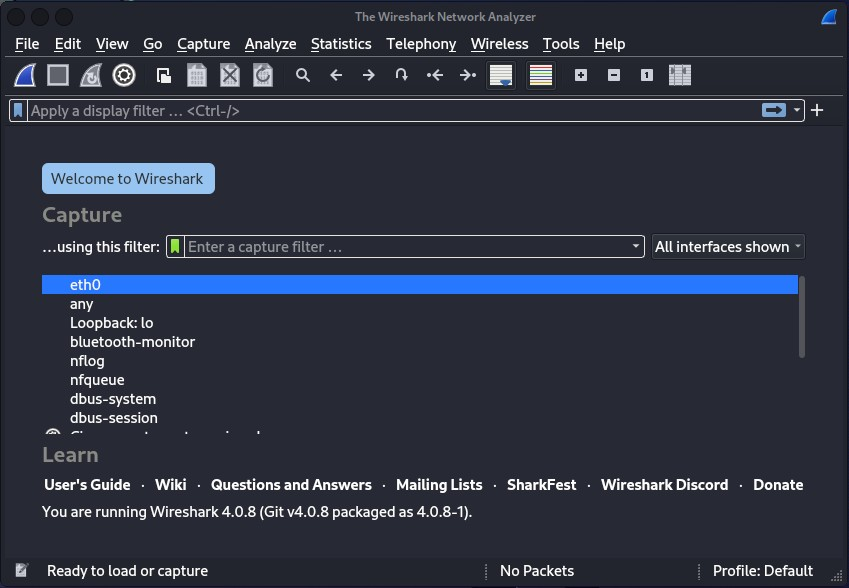 The Wireshark Network Analyzer
File Edit View Go Capture Analyze Statistics Telephony Wireless Tools Help
Apply a display filter … <Ctrl-/>
Welcome to Wireshark
Capture
…using this filter: Enter a capture filter … All interfaces shown
eth0
any
Loopback: lo
bluetooth-monitor
nflog
nfqueue
dbus-system
dbus-session
Learn
User's Guide · Wiki · Questions and Answers · Mailing Lists · SharkFest · Wireshark Discord · Donate
You are running Wireshark 4.0.8 (Git v4.0.8 packaged as 4.0.8-1).
Ready to load or capture No Packets Profile: Default